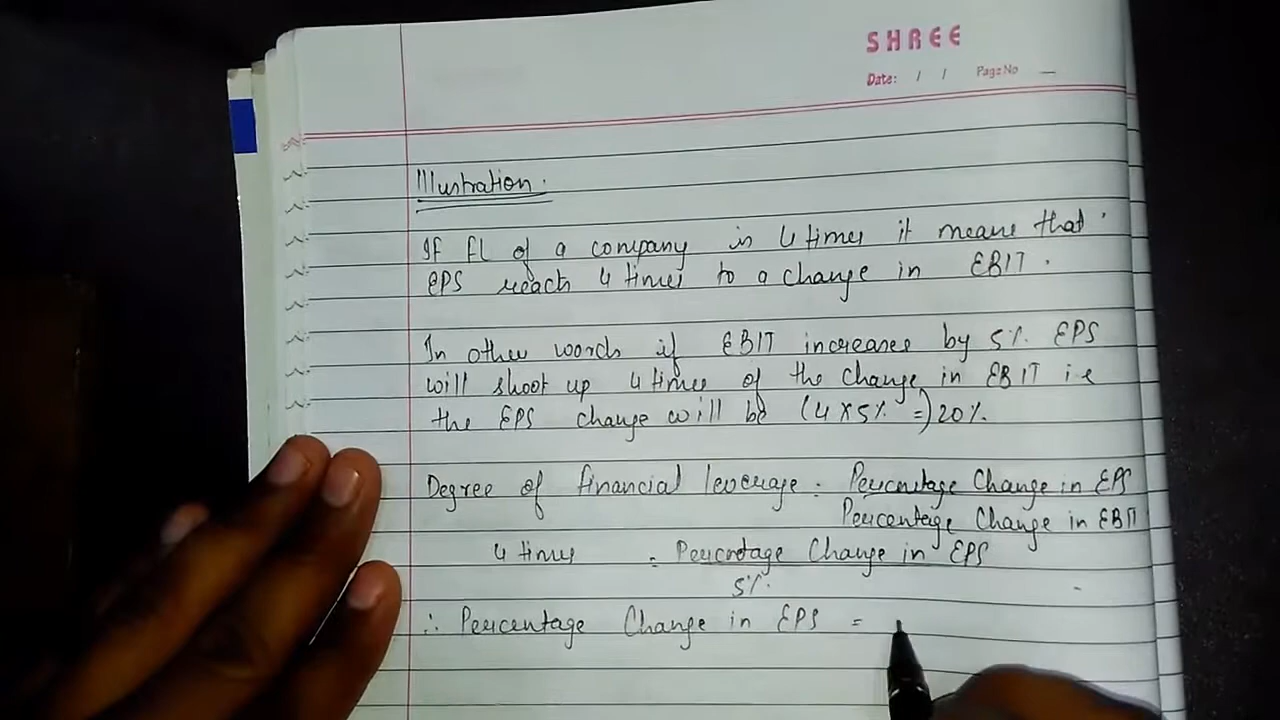 SHREE
Date: / / Page No
Illustration.
If FL of a company is 4 times it means that
EPS reach 4 times to a change in EBIT.
In other words if EBIT increases by 5% EPS
will shoot up 4 times of the change in EBIT i.e
the EPS change will be (4 X 5% =) 20%.
Degree of financial leverage = Percentage Change in EPS
Percentage Change in EBIT
4 times = Percentage Change in EPS
5%.
∴ Percentage Change in EPS =